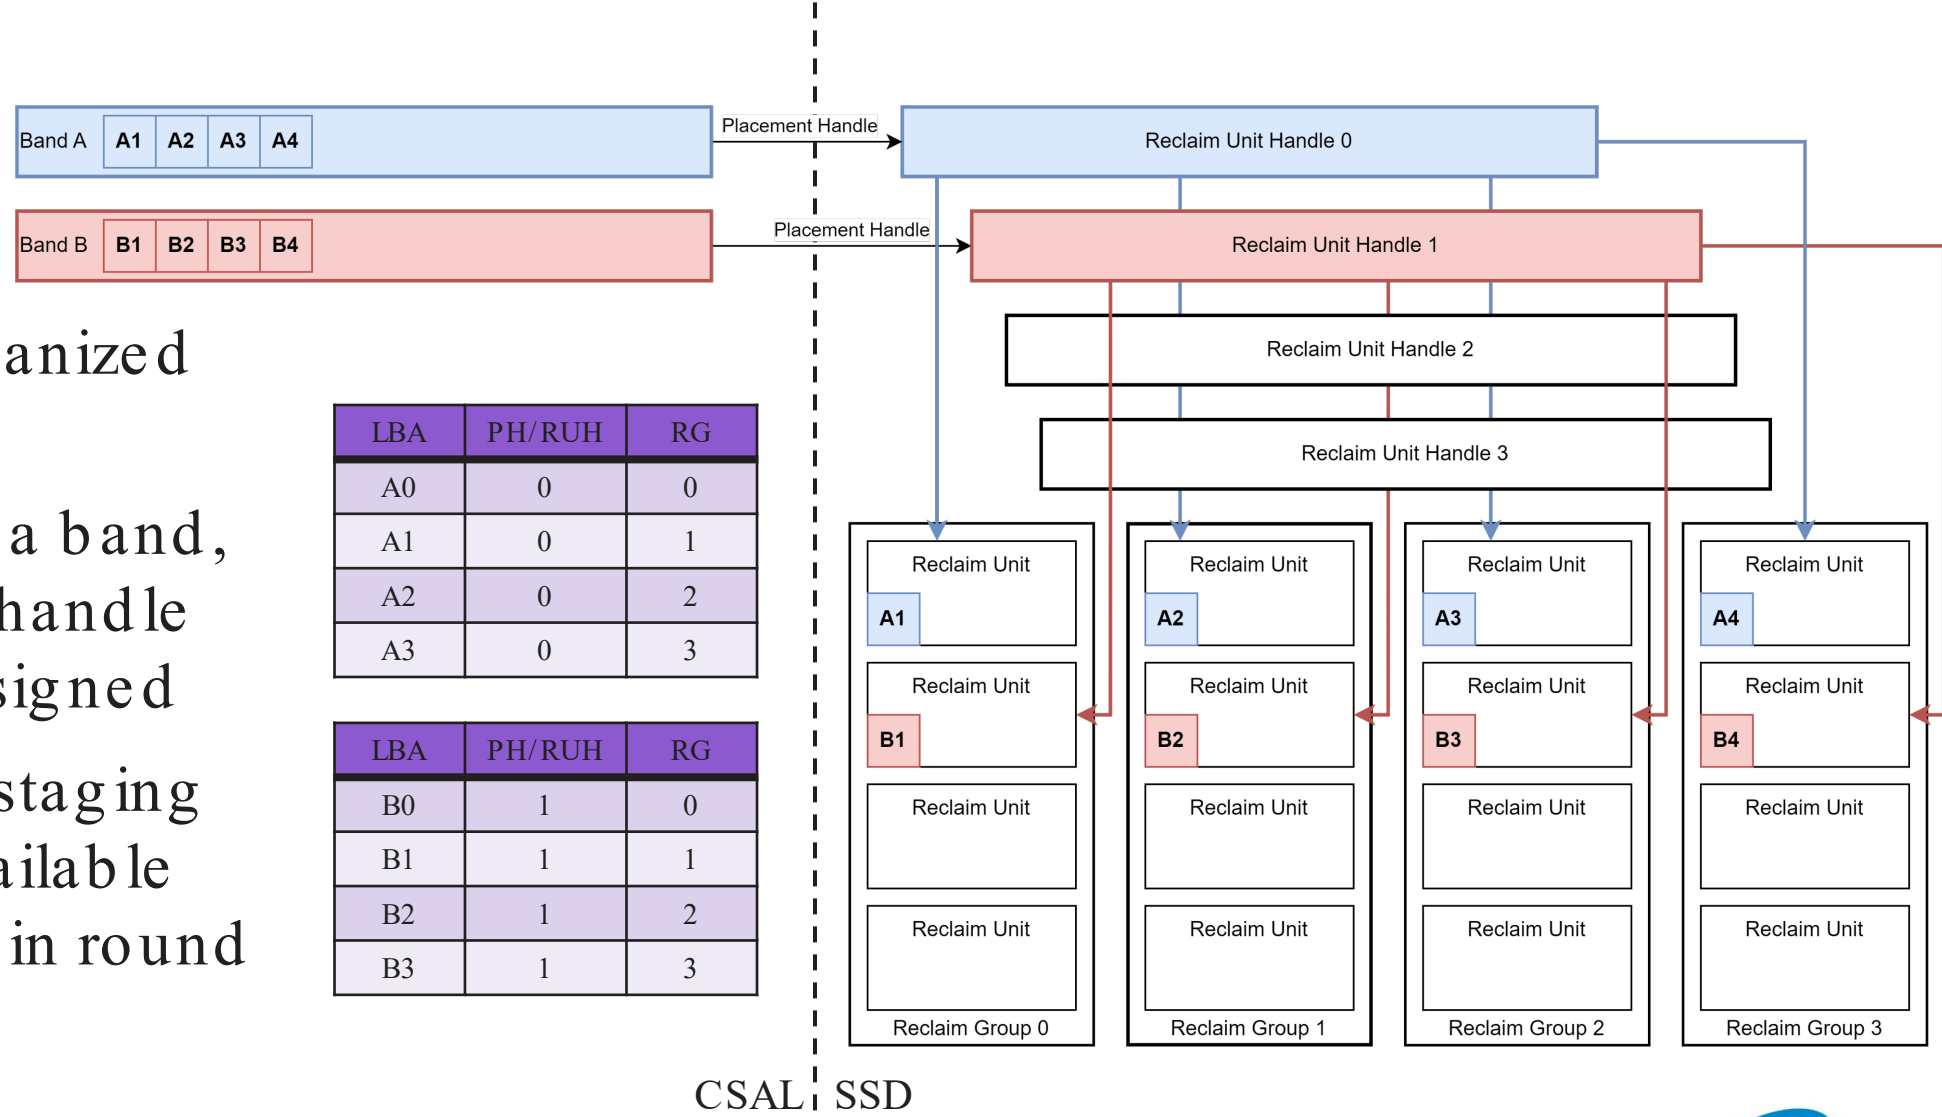 Band A A1 A2 A3 A4
Placement Handle
Reclaim Unit Handle 0
Band B B1 B2 B3 B4
Placement Handle
Reclaim Unit Handle 1
Reclaim Unit Handle 2
Reclaim Unit Handle 3
anized
a band,
handle
signed
staging
ailable
in round
LBA PH/RUH RG
A0 0 0
A1 0 1
A2 0 2
A3 0 3
LBA PH/RUH RG
B0 1 0
B1 1 1
B2 1 2
B3 1 3
Reclaim Unit
A1
Reclaim Unit
B1
Reclaim Unit
Reclaim Unit
Reclaim Group 0
Reclaim Unit
A2
Reclaim Unit
B2
Reclaim Unit
Reclaim Unit
Reclaim Group 1
Reclaim Unit
A3
Reclaim Unit
B3
Reclaim Unit
Reclaim Unit
Reclaim Group 2
Reclaim Unit
A4
Reclaim Unit
B4
Reclaim Unit
Reclaim Unit
Reclaim Group 3
CSAL SSD